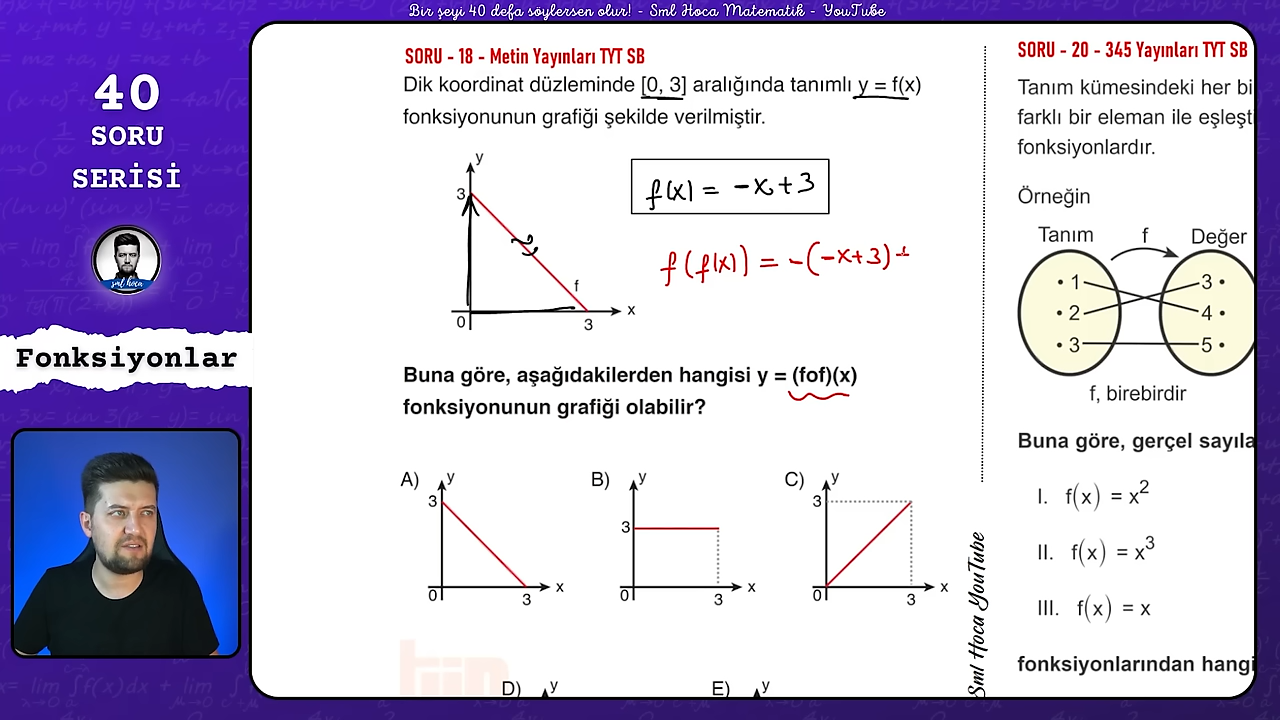 Bir şeyi 40 defa söylersen olur! - Sml Hoca Matematik - YouTube
40
SORU
SERİSİ
sml hoca
Fonksiyonlar
SORU - 18 - Metin Yayınları TYT SB
Dik koordinat düzleminde [0, 3] aralığında tanımlı y = f(x)
fonksiyonunun grafiği şekilde verilmiştir.
y
3
f
0
3
x
f(x) = -x+3
f(f(x)) = -(-x+3)+
Buna göre, aşağıdakilerden hangisi y = (fof)(x)
fonksiyonunun grafiği olabilir?
A)
y
3
0
3
x
B)
y
3
0
3
x
C)
y
3
0
3
x
D)
y
E)
y
Sml Hoca YouTube
SORU - 20 - 345 Yayınları TYT SB
Tanım kümesindeki her bi
farklı bir eleman ile eşleşt
fonksiyonlardır.
Örneğin
Tanım
f
Değer
1
2
3
3
4
5
f, birebirdir
Buna göre, gerçel sayıla
I. f(x) = x²
II. f(x) = x³
III. f(x) = x
fonksiyonlarından hangi